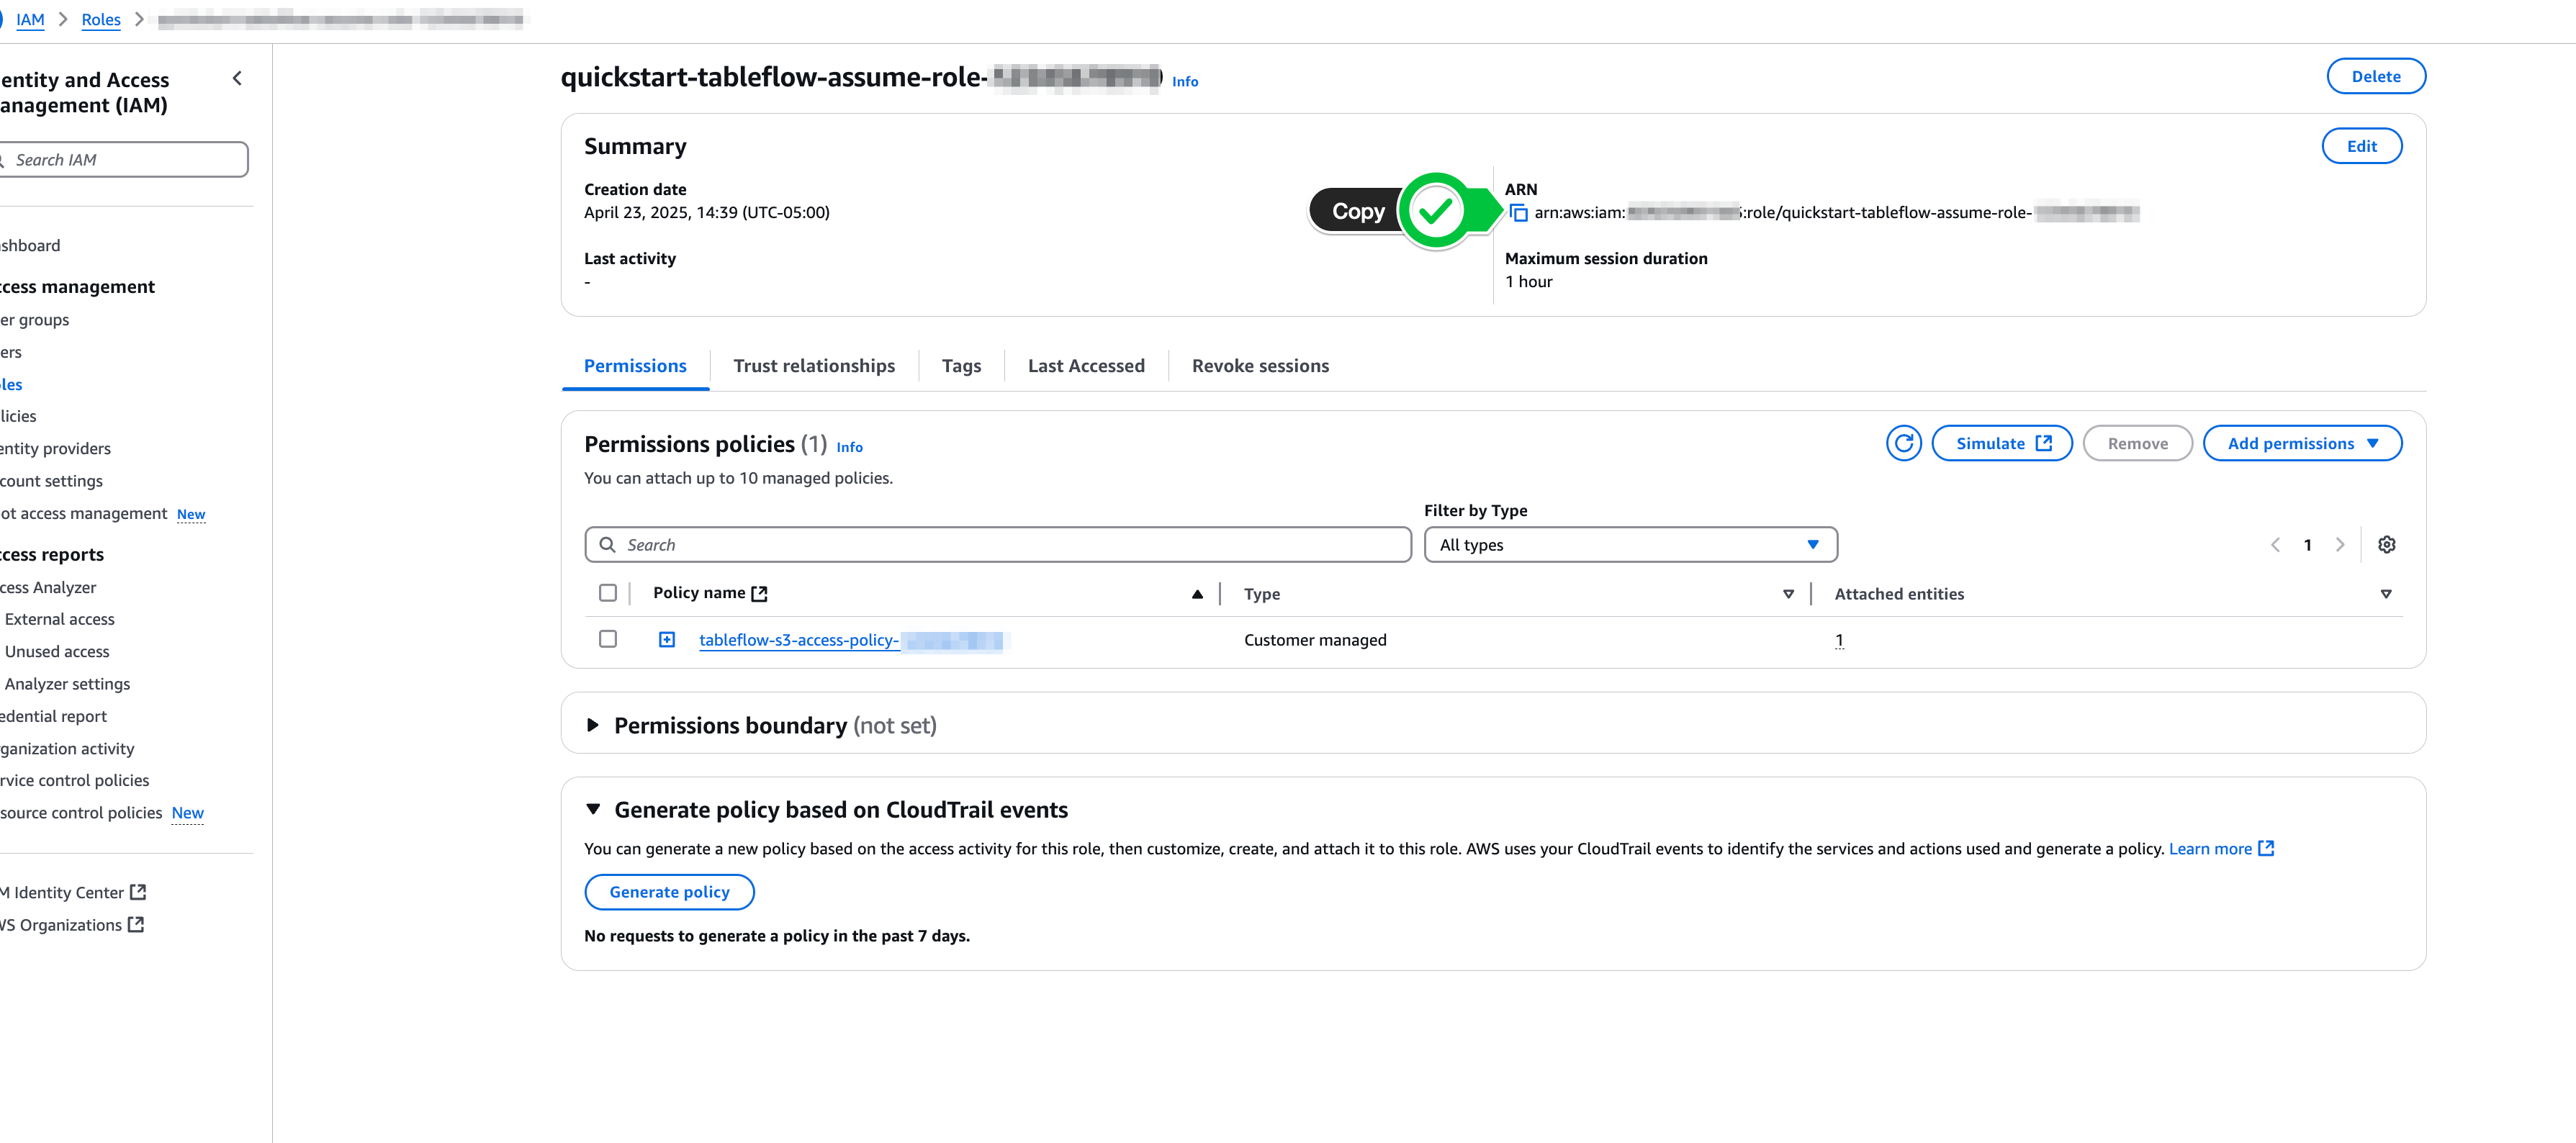 IAM > Roles >
entity and Access
anagement (IAM)
Search IAM
shboard
cess management
er groups
ers
les
licies
entity providers
count settings
ot access management New
cess reports
cess Analyzer
External access
Unused access
Analyzer settings
edential report
ganization activity
rvice control policies
source control policies New
M Identity Center
WS Organizations
quickstart-tableflow-assume-role- Info
Delete
Summary
Edit
Creation date
April 23, 2025, 14:39 (UTC-05:00)
Copy
ARN
arn:aws:iam: :role/quickstart-tableflow-assume-role-
Last activity
-
Maximum session duration
1 hour
Permissions
Trust relationships
Tags
Last Accessed
Revoke sessions
Permissions policies (1) Info
Simulate
Remove
Add permissions
You can attach up to 10 managed policies.
Filter by Type
Search
All types
1
Policy name
Type
Attached entities
tableflow-s3-access-policy-
Customer managed
1
Permissions boundary (not set)
Generate policy based on CloudTrail events
You can generate a new policy based on the access activity for this role, then customize, create, and attach it to this role. AWS uses your CloudTrail events to identify the services and actions used and generate a policy. Learn more
Generate policy
No requests to generate a policy in the past 7 days.